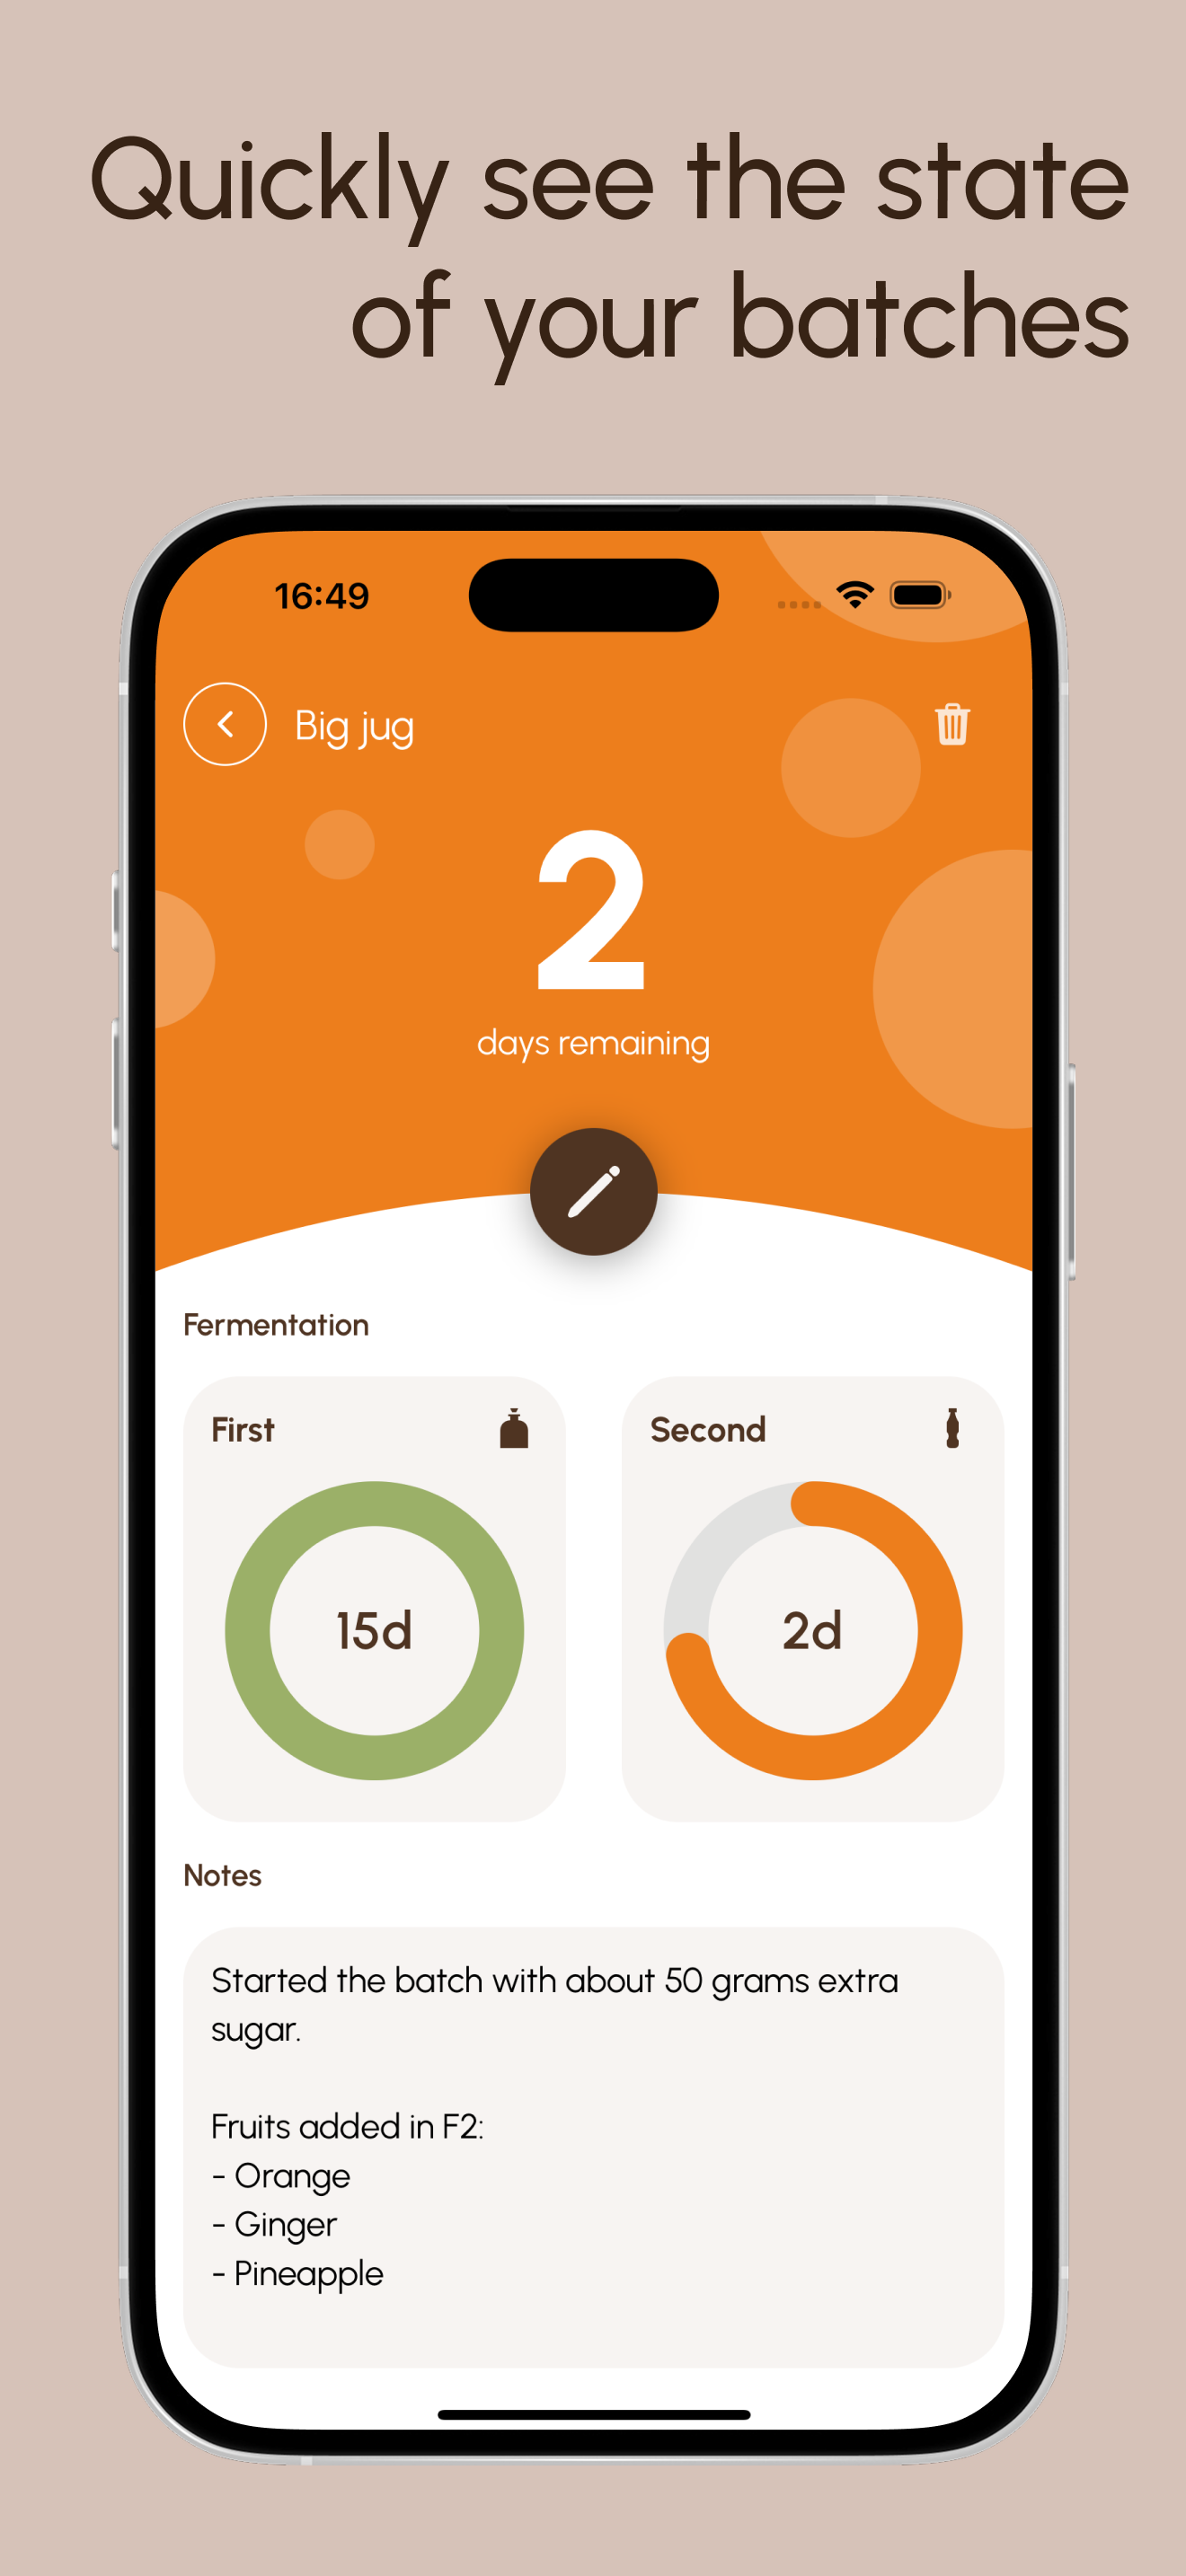 Quickly see the state
of your batches
16:49
Big jug
2
days remaining
Fermentation
First
Second
15d
2d
Notes
Started the batch with about 50 grams extra
sugar.
Fruits added in F2:
- Orange
- Ginger
- Pineapple